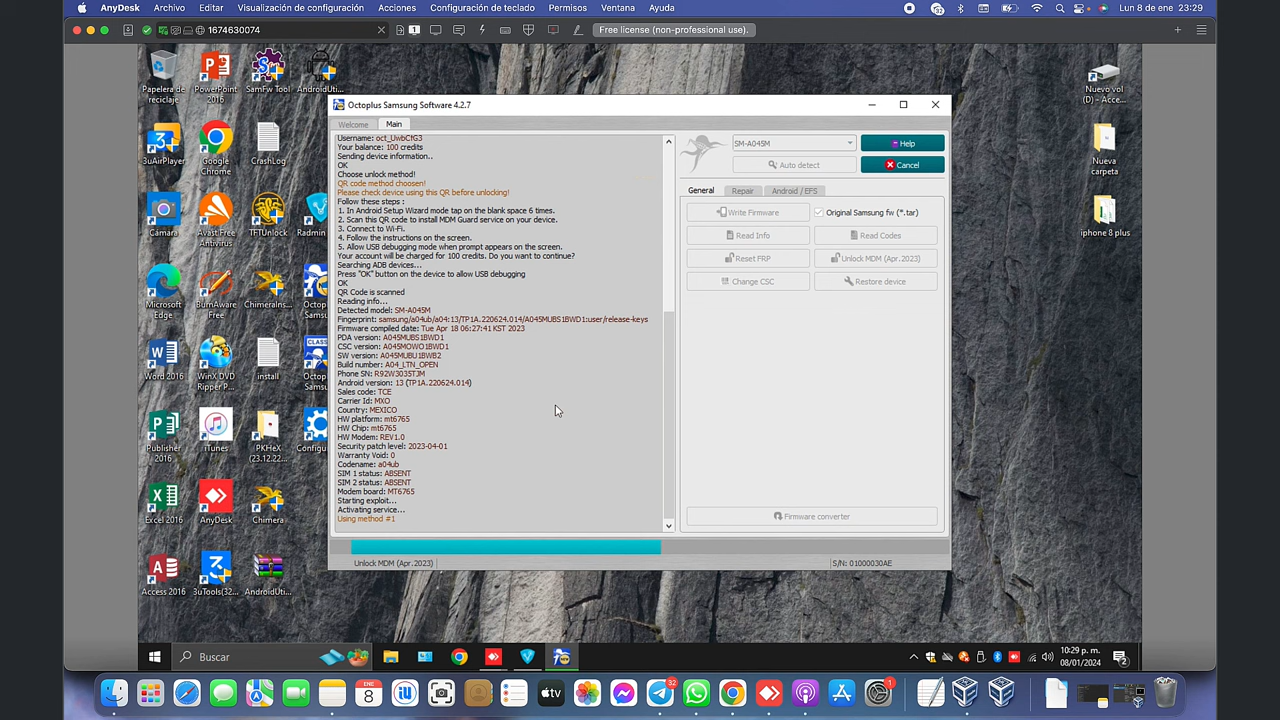 AnyDesk Archivo Editar Visualización de configuración Acciones Configuración de teclado Permisos Ventana Ayuda
Lun 8 de ene 23:29
1674630074
1
Free license (non-professional use).
Papelera de reciclaje
PowerPoint 2016
SamFw Tool
AndroidUti...
3uAirPlayer
Google Chrome
CrashLog
Cámara
Avast Free Antivirus
TFTUnlock
Radmin
Microsoft Edge
BurnAware Free
ChimeraIns...
Word 2016
WinX DVD Ripper P...
install
Publisher 2016
iTunes
PKHeX (23.12.22...
Configu...
Excel 2016
AnyDesk
Chimera
Access 2016
3uTools(32...
AndroidUti...
Nuevo vol (D) - Acce...
Nueva carpeta
iphone 8 plus
Octoplus Samsung Software 4.2.7
Welcome
Main
Username: oct_UwbCfG3
Your balance: 100 credits
Sending device information..
OK
Choose unlock method!
QR code method choosen!
Please check device using this QR before unlocking!
Follow these steps :
1. In Android Setup Wizard mode tap on the blank space 6 times.
2. Scan this QR code to install MDM Guard service on your device.
3. Connect to Wi-Fi.
4. Follow the instructions on the screen.
5. Allow USB debugging mode when prompt appears on the screen.
Your account will be charged for 100 credits. Do you want to continue?
Searching ADB devices...
Press "OK" button on the device to allow USB debugging
OK
QR Code is scanned
Reading info...
Detected model: SM-A045M
Fingerprint: samsung/a04ub/a04:13/TP1A.220624.014/A045MUBS1BWD1:user/release-keys
Firmware compiled date: Tue Apr 18 06:27:41 KST 2023
PDA version: A045MUBS1BWD1
CSC version: A045MOWO1BWD1
SW version: A045MUBU1BWB2
Build number: A04_LTN_OPEN
Phone SN: R92W3035TJM
Android version: 13 (TP1A.220624.014)
Sales code: TCE
Carrier Id: MXO
Country: MEXICO
HW platform: mt6765
HW Chip: mt6765
HW Modem: REV1.0
Security patch level: 2023-04-01
Warranty Void: 0
Codename: a04ub
SIM 1 status: ABSENT
SIM 2 status: ABSENT
Modem board: MT6765
Starting exploit...
Activating service...
Using method #1
SM-A045M
Help
Auto detect
Cancel
General
Repair
Android / EFS
Write Firmware
Original Samsung fw (*.tar)
Read Info
Read Codes
Reset FRP
Unlock MDM (Apr.2023)
Change CSC
Restore device
Firmware converter
Unlock MDM (Apr.2023)
S/N: 01000030AE
Buscar
10:29 p. m.
08/01/2024
2
ENE
8
32
1